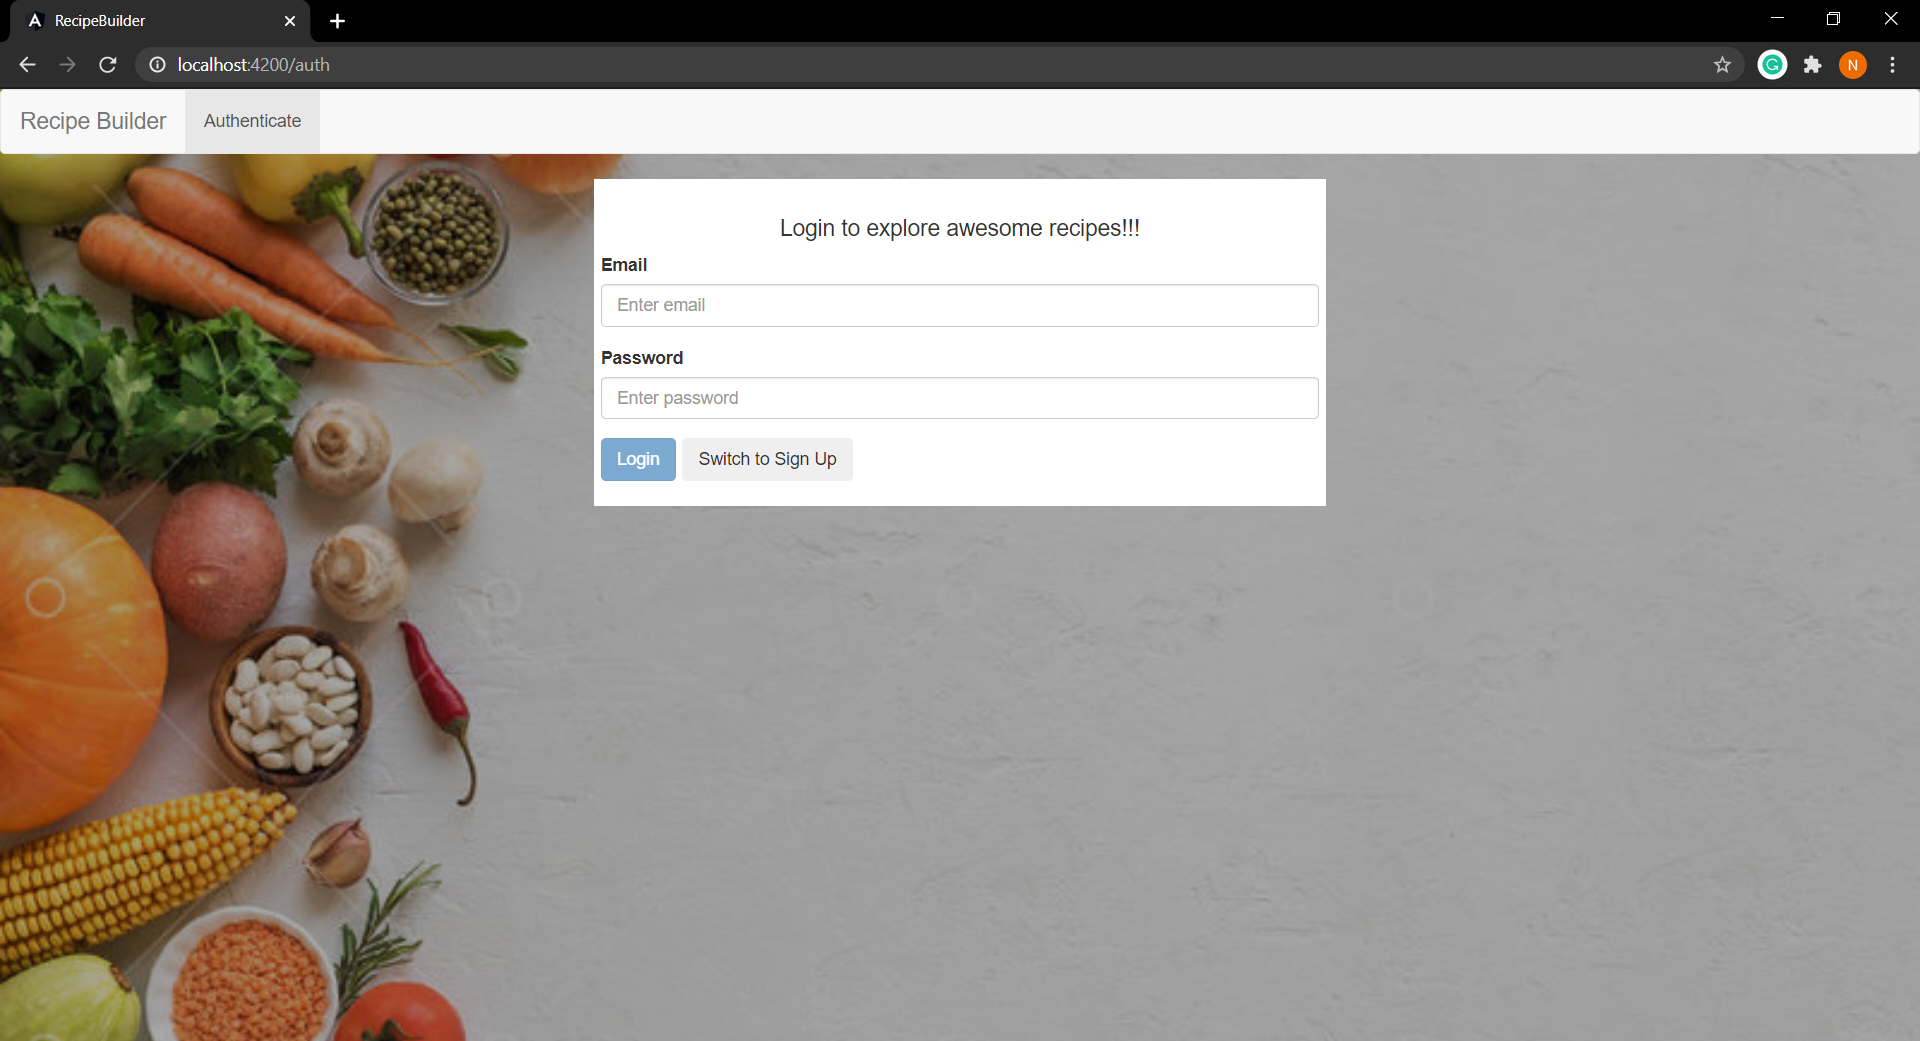 RecipeBuilder
localhost:4200/auth
N
Recipe Builder
Authenticate
Login to explore awesome recipes!!!
Email
Enter email
Password
Enter password
Login
Switch to Sign Up